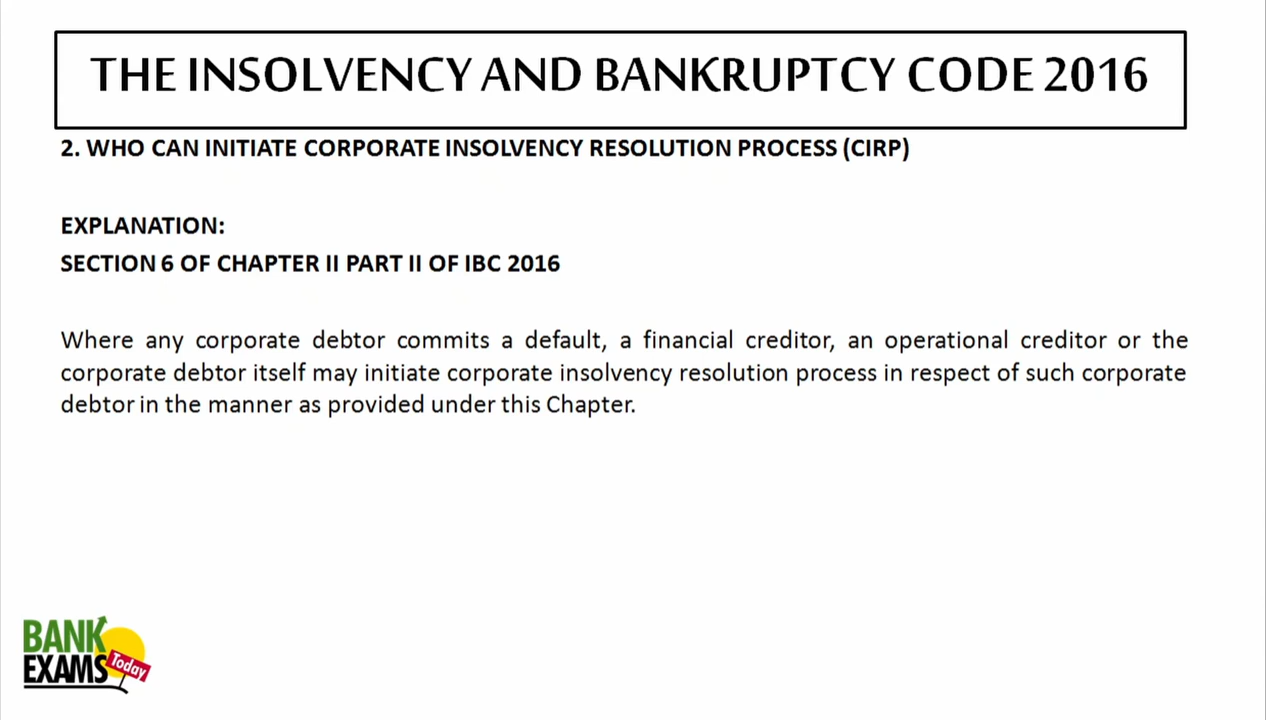 THE INSOLVENCY AND BANKRUPTCY CODE 2016
2. WHO CAN INITIATE CORPORATE INSOLVENCY RESOLUTION PROCESS (CIRP)
EXPLANATION:
SECTION 6 OF CHAPTER II PART II OF IBC 2016
Where any corporate debtor commits a default, a financial creditor, an operational creditor or the
corporate debtor itself may initiate corporate insolvency resolution process in respect of such corporate
debtor in the manner as provided under this Chapter.
BANK
EXAMS
Today